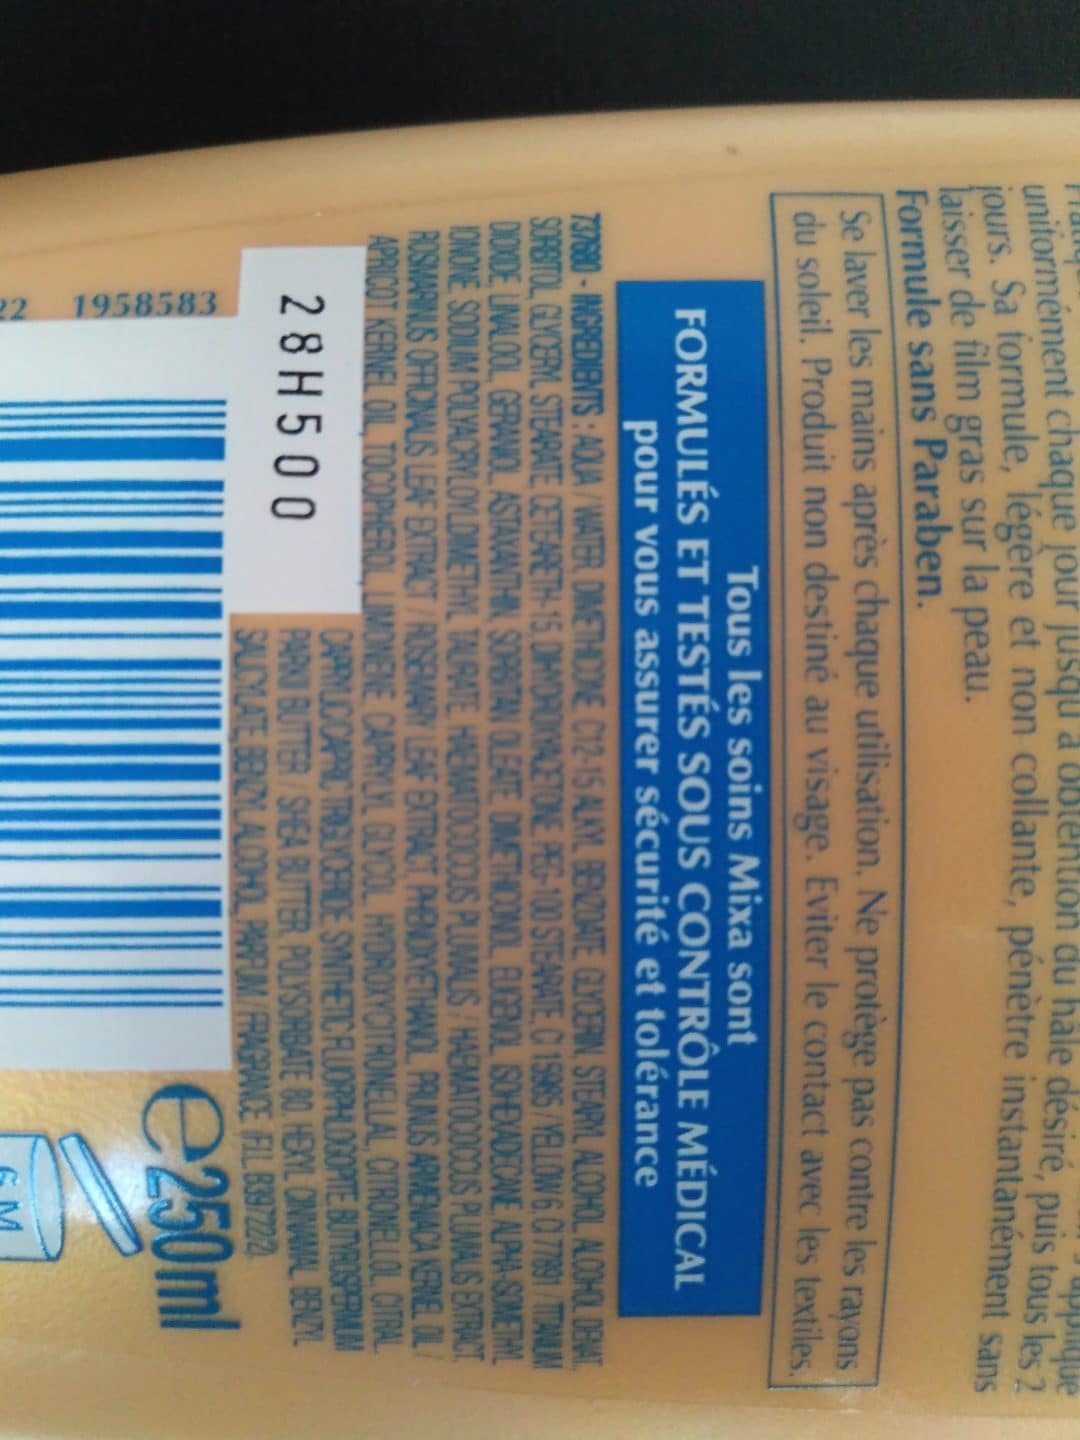 uniformément chaque jour jusqu'à obtention du hâle désiré, puis tous les 2
jours. Sa formule, légère et non collante, pénètre instantanément sans
laisser de film gras sur la peau.
Formule sans Paraben.
Se laver les mains après chaque utilisation. Ne protège pas contre les rayons
du soleil. Produit non destiné au visage. Eviter le contact avec les textiles.
Tous les soins Mixa sont
FORMULÉS ET TESTÉS SOUS CONTRÔLE MÉDICAL
pour vous assurer sécurité et tolérance
737680 - INGREDIENTS : AQUA / WATER, DIMETHICONE, C12-15 ALKYL BENZOATE, GLYCERIN, STEARYL ALCOHOL, ALCOHOL DENAT.,
SORBITOL, GLYCERYL STEARATE, CETEARETH-15, DIHYDROXYACETONE, PEG-100 STEARATE, CI 15985 / YELLOW 6, CI 77891 / TITANIUM
DIOXIDE, LINALOOL, GERANIOL, ASTAXANTHIN, SORBITAN OLEATE, DIMETHICONOL, EUGENOL, ISOHEXADECANE, ALPHA-ISOMETHYL
IONONE, SODIUM POLYACRYLOYLDIMETHYL TAURATE, HAEMATOCOCCUS PLUVIALIS / HAEMATOCOCCUS PLUVIALIS EXTRACT,
ROSMARINUS OFFICINALIS LEAF EXTRACT / ROSEMARY LEAF EXTRACT, PHENOXYETHANOL, PRUNUS ARMENIACA KERNEL OIL /
APRICOT KERNEL OIL, TOCOPHEROL, LIMONENE, CAPRYLYL GLYCOL, HYDROXYCITRONELLAL, CITRONELLOL, CITRAL,
CAPRYLIC/CAPRIC TRIGLYCERIDE, SYNTHETIC FLUORPHLOGOPITE, BUTYROSPERMUM
PARKII BUTTER / SHEA BUTTER, POLYSORBATE 80, HEXYL CINNAMAL, BENZYL
SALICYLATE, BENZYL ALCOHOL, PARFUM / FRAGRANCE
28H500
22 1958583
e250ml
6M